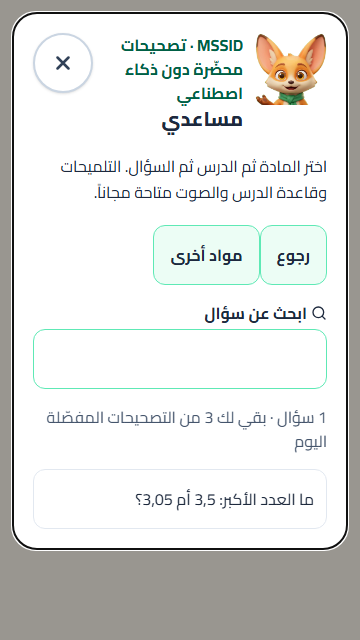 MSSID · تصحيحات
محضّرة دون ذكاء
اصطناعي
مساعدي
اختر المادة ثم الدرس ثم السؤال. التلميحات
وقاعدة الدرس والصوت متاحة مجاناً.
رجوع
مواد أخرى
ابحث عن سؤال
1 سؤال · بقي لك 3 من التصحيحات المفصّلة
اليوم
ما العدد الأكبر: 3,5 أم 3,05؟